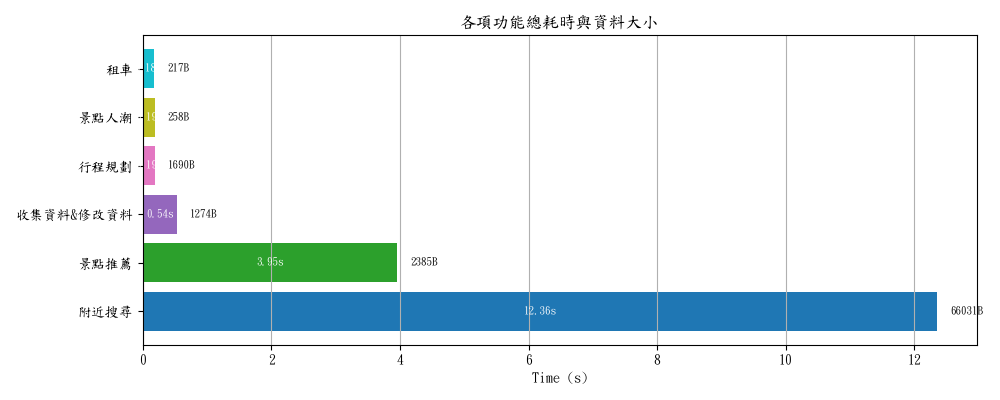 各項功能總耗時與資料大小
租車 18 217B
景點人潮 19 258B
行程規劃 19 1690B
收集資料&修改資料 0.54s 1274B
景點推薦 3.95s 2385B
附近搜尋 12.36s 66031B
0 2 4 6 8 10 12
Time (s)